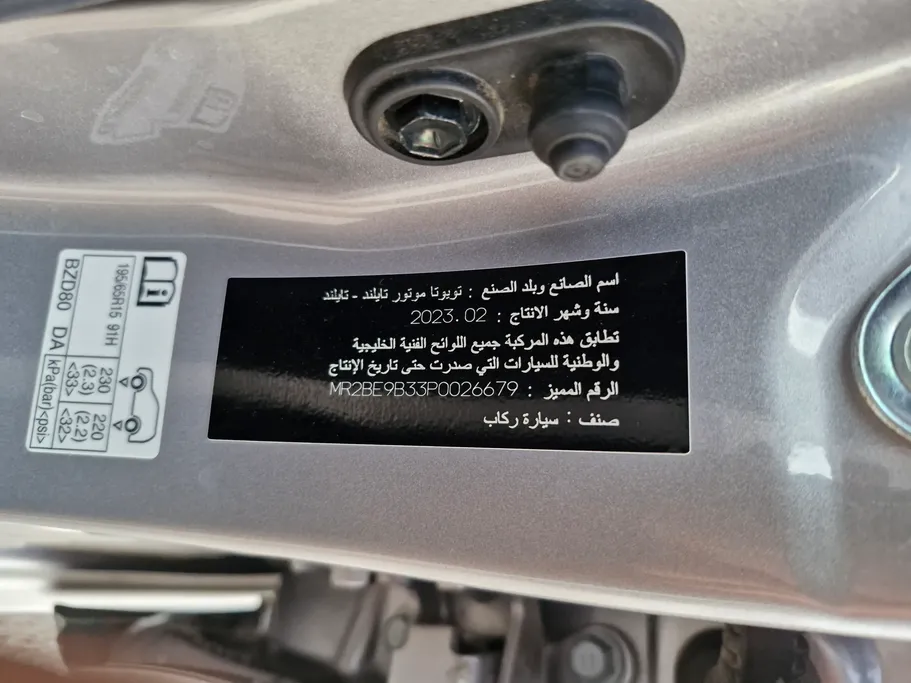 اسم الصانع وبلد الصنع : تويوتا موتور تايلند - تايلند
سنة وشهر الانتاج : 2023.02
تطابق هذه المركبة جميع اللوائح الفنية الخليجية
والوطنية للسيارات التي صدرت حتى تاريخ الإنتاج
الرقم المميز : MR2BE9B33P0026679
صنف : سيارة ركاب
195/65R15 91H
230 (2.3) <33>
220 (2.2) <32>
kPa(bar)<psi>
BZD80 DA